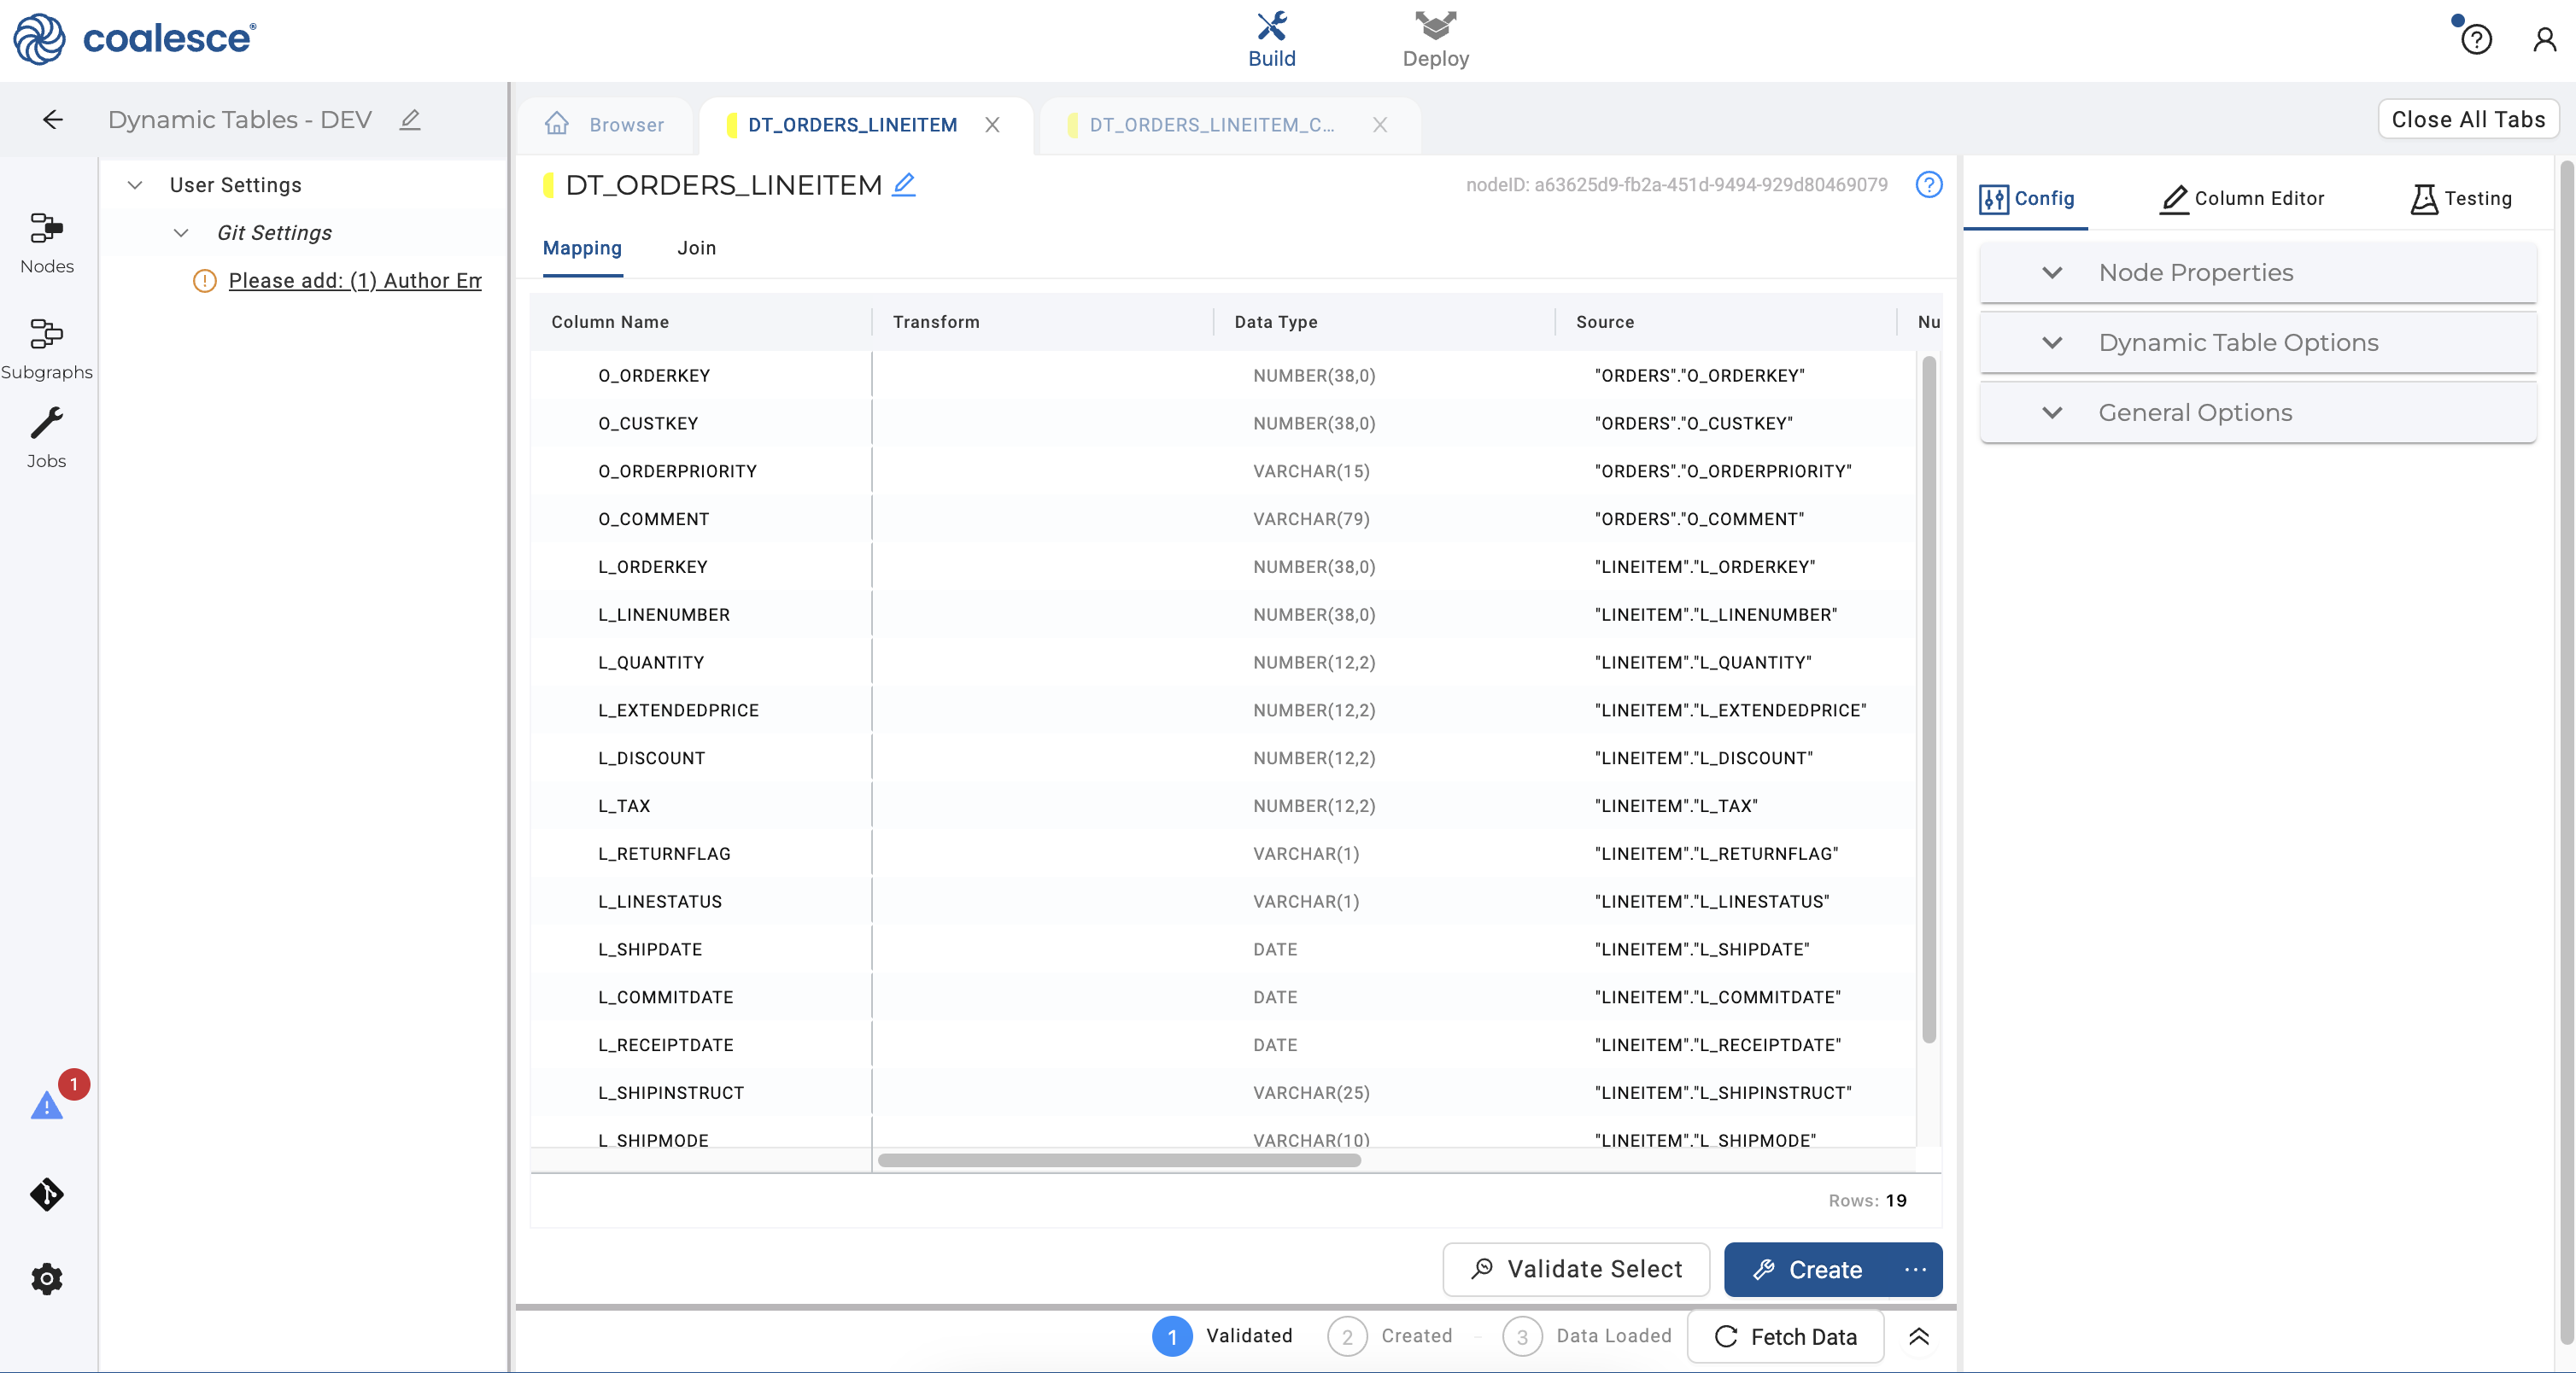 coalesce
Build
Deploy
Dynamic Tables - DEV
Browser
DT_ORDERS_LINEITEM
DT_ORDERS_LINEITEM_C...
Close All Tabs
Nodes
Subgraphs
Jobs
1
User Settings
Git Settings
Please add: (1) Author Em
DT_ORDERS_LINEITEM
nodeID: a63625d9-fb2a-451d-9494-929d80469079
Mapping
Join
Column Name Transform Data Type Source Nu
O_ORDERKEY NUMBER(38,0) "ORDERS"."O_ORDERKEY"
O_CUSTKEY NUMBER(38,0) "ORDERS"."O_CUSTKEY"
O_ORDERPRIORITY VARCHAR(15) "ORDERS"."O_ORDERPRIORITY"
O_COMMENT VARCHAR(79) "ORDERS"."O_COMMENT"
L_ORDERKEY NUMBER(38,0) "LINEITEM"."L_ORDERKEY"
L_LINENUMBER NUMBER(38,0) "LINEITEM"."L_LINENUMBER"
L_QUANTITY NUMBER(12,2) "LINEITEM"."L_QUANTITY"
L_EXTENDEDPRICE NUMBER(12,2) "LINEITEM"."L_EXTENDEDPRICE"
L_DISCOUNT NUMBER(12,2) "LINEITEM"."L_DISCOUNT"
L_TAX NUMBER(12,2) "LINEITEM"."L_TAX"
L_RETURNFLAG VARCHAR(1) "LINEITEM"."L_RETURNFLAG"
L_LINESTATUS VARCHAR(1) "LINEITEM"."L_LINESTATUS"
L_SHIPDATE DATE "LINEITEM"."L_SHIPDATE"
L_COMMITDATE DATE "LINEITEM"."L_COMMITDATE"
L_RECEIPTDATE DATE "LINEITEM"."L_RECEIPTDATE"
L_SHIPINSTRUCT VARCHAR(25) "LINEITEM"."L_SHIPINSTRUCT"
L_SHIPMODE VARCHAR(10) "LINEITEM"."L_SHIPMODE"
Rows: 19
Validate Select
Create ...
1 Validated
2 Created -
3 Data Loaded
Fetch Data
Config
Column Editor
Testing
Node Properties
Dynamic Table Options
General Options